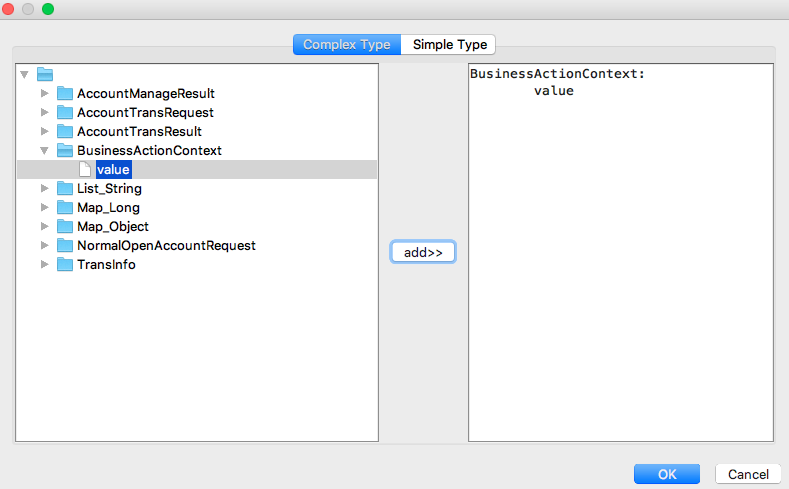 Complex Type
Simple Type
AccountManageResult
AccountTransRequest
AccountTransResult
BusinessActionContext
value
List_String
Map_Long
Map_Object
NormalOpenAccountRequest
TransInfo
add>>
BusinessActionContext:
value
OK
Cancel